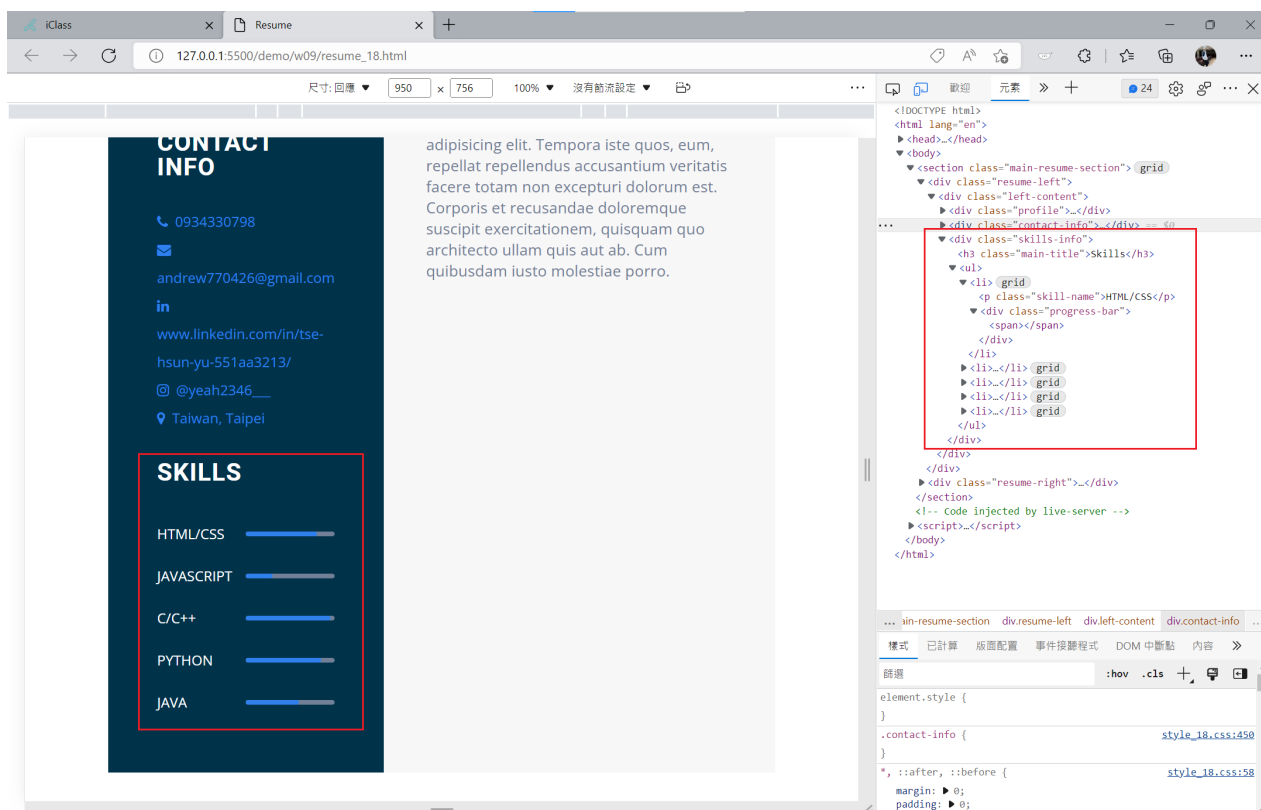 iClass
Resume
127.0.0.1:5500/demo/w09/resume_18.html
尺寸: 回應 ▼ 950 x 756 100% ▼ 沒有節流設定 ▼
CONTACT
INFO
0934330798
andrew770426@gmail.com
in
www.linkedin.com/in/tse-
hsun-yu-551aa3213/
@yeah2346___
Taiwan, Taipei
SKILLS
HTML/CSS
JAVASCRIPT
C/C++
PYTHON
JAVA
adipisicing elit. Tempora iste quos, eum,
repellat repellendus accusantium veritatis
facere totam non excepturi dolorum est.
Corporis et recusandae doloremque
suscipit exercitationem, quisquam quo
architecto ullam quis aut ab. Cum
quibusdam iusto molestiae porro.
歡迎 元素 24
<!DOCTYPE html>
<html lang="en">
▶<head>…</head>
▼<body>
▼<section class="main-resume-section"> grid
▼<div class="resume-left">
▼<div class="left-content">
▶<div class="profile">…</div>
▶<div class="contact-info">…</div> == $0
▼<div class="skills-info">
<h3 class="main-title">Skills</h3>
▼<ul>
▼<li> grid
<p class="skill-name">HTML/CSS</p>
▼<div class="progress-bar">
<span></span>
</div>
</li>
▶<li>…</li> grid
▶<li>…</li> grid
▶<li>…</li> grid
▶<li>…</li> grid
</ul>
</div>
</div>
</div>
▶<div class="resume-right">…</div>
</section>
<!-- Code injected by live-server -->
▶<script>…</script>
</body>
</html>
… ain-resume-section div.resume-left div.left-content div.contact-info …
樣式 已計算 版面配置 事件接聽程式 DOM 中斷點 內容
篩選 :hov .cls
element.style {
}
.contact-info { style_18.css:450
}
*, ::after, ::before { style_18.css:58
margin: ▶ 0;
padding: ▶ 0;